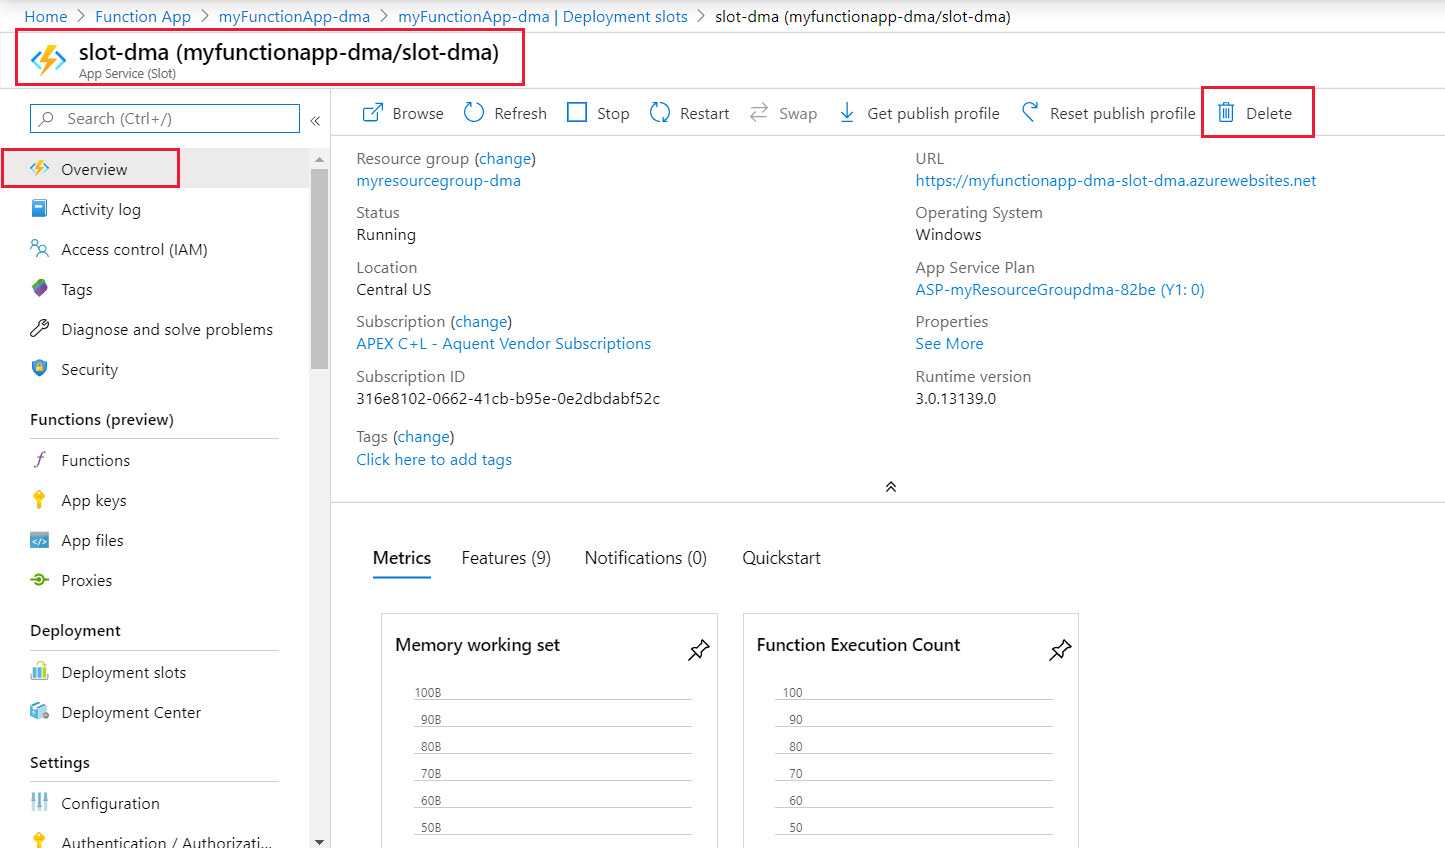 Home > Function App > myFunctionApp-dma > myFunctionApp-dma | Deployment slots > slot-dma (myfunctionapp-dma/slot-dma)
slot-dma (myfunctionapp-dma/slot-dma)
App Service (Slot)
Search (Ctrl+/)
«
Browse
Refresh
Stop
Restart
Swap
Get publish profile
Reset publish profile
Delete
Overview
Activity log
Access control (IAM)
Tags
Diagnose and solve problems
Security
Functions (preview)
Functions
App keys
App files
Proxies
Deployment
Deployment slots
Deployment Center
Settings
Configuration
Authentication / Authorizati...
Resource group (change)
myresourcegroup-dma
Status
Running
Location
Central US
Subscription (change)
APEX C+L - Aquent Vendor Subscriptions
Subscription ID
316e8102-0662-41cb-b95e-0e2dbdabf52c
Tags (change)
Click here to add tags
URL
https://myfunctionapp-dma-slot-dma.azurewebsites.net
Operating System
Windows
App Service Plan
ASP-myResourceGroupdma-82be (Y1: 0)
Properties
See More
Runtime version
3.0.13139.0
Metrics
Features (9)
Notifications (0)
Quickstart
Memory working set
100B
90B
80B
70B
60B
50B
Function Execution Count
100
90
80
70
60
50